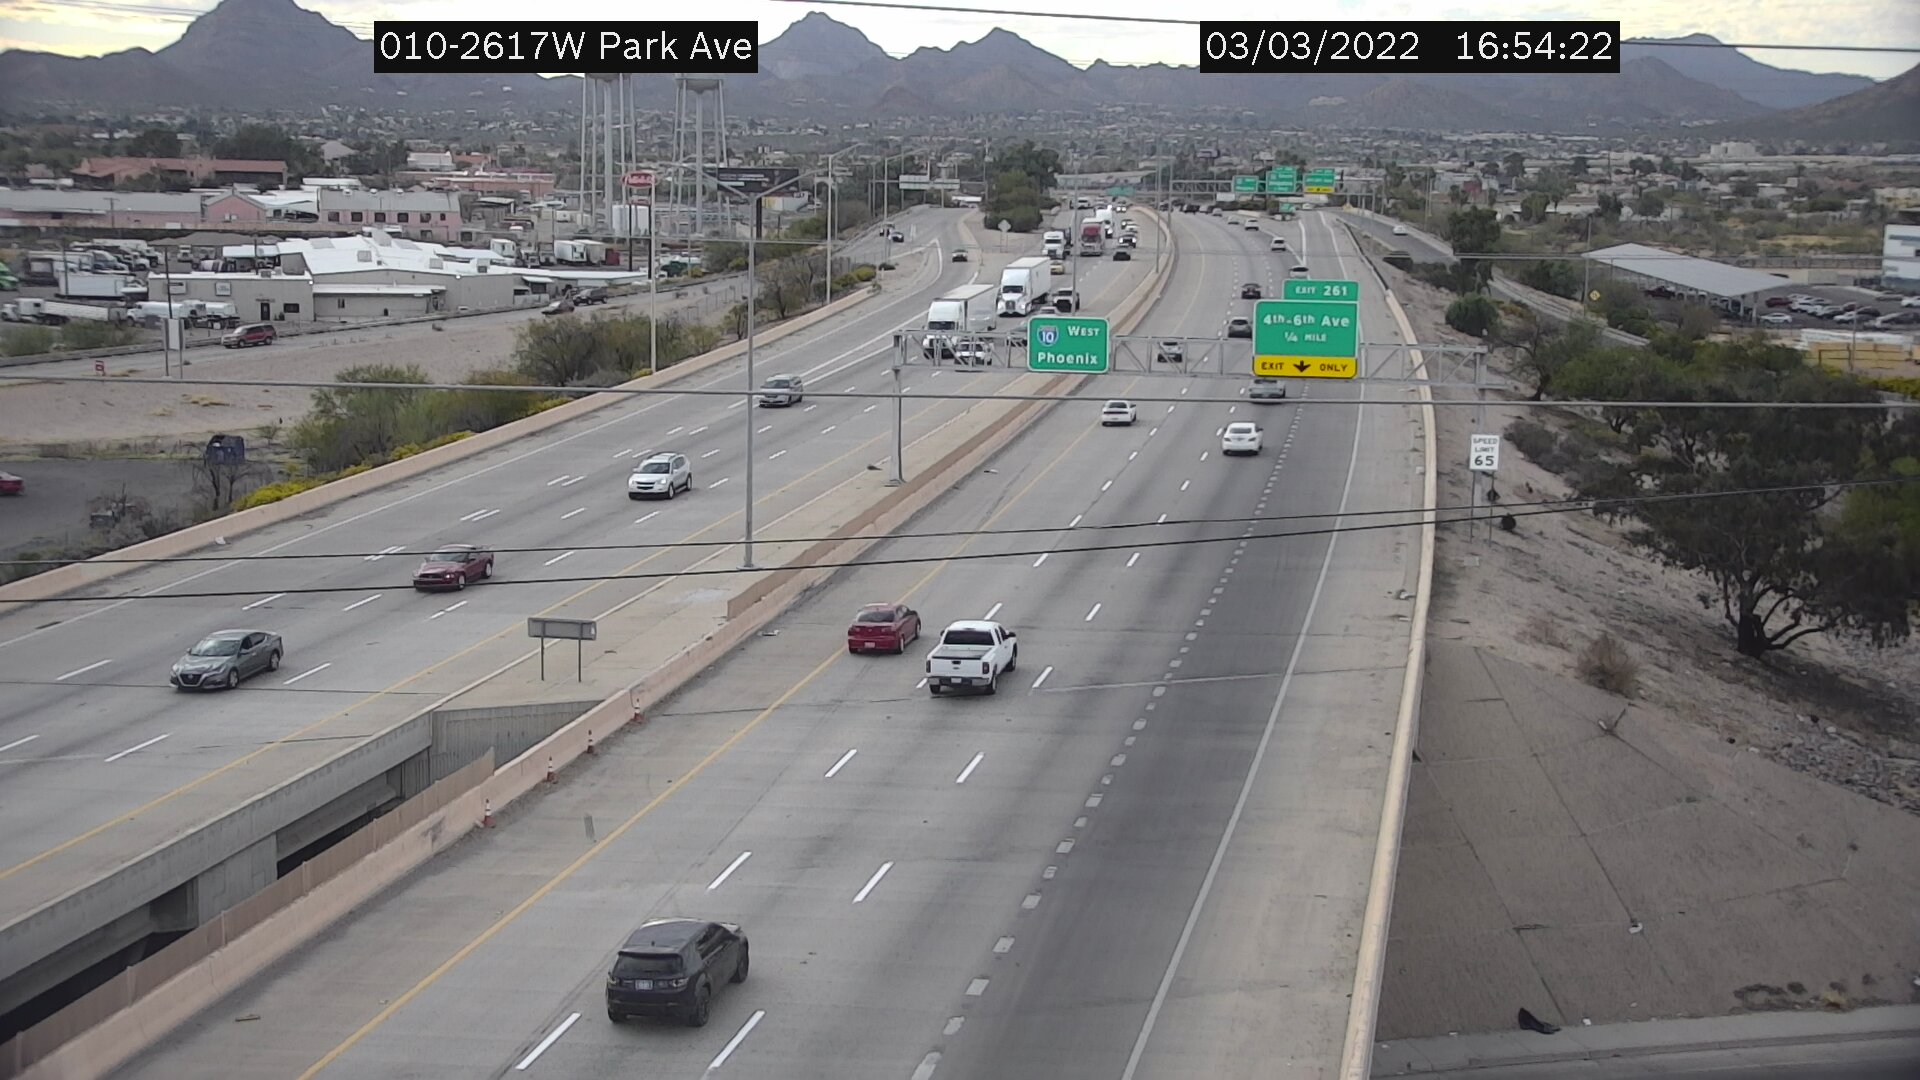 010-2617W Park Ave
03/03/2022 16:54:22
EXIT 261
4th-6th Ave
1/4 MILE
EXIT ONLY
10 WEST
Phoenix
SPEED
LIMIT
65